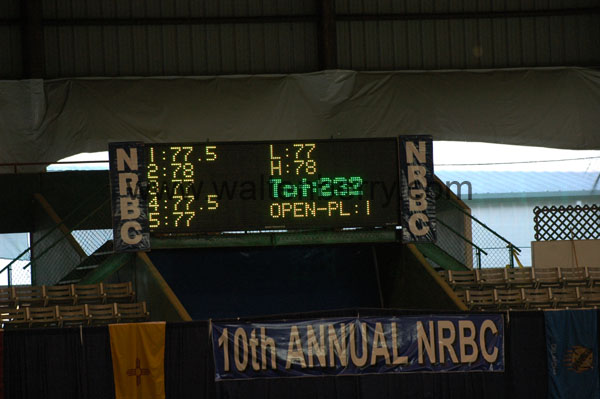 NRBC
1:77.5
2:78
3:77
4:77.5
5:77
L:77
H:78
Tot:232
OPEN-PL:1
NRBC
10th ANNUAL NRBC